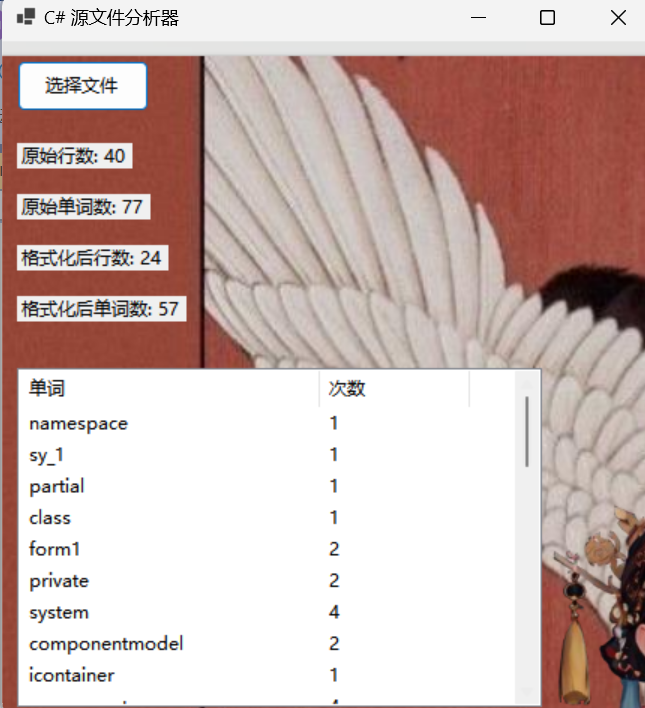 C# 源文件分析器
选择文件
原始行数: 40
原始单词数: 77
格式化后行数: 24
格式化后单词数: 57
单词 次数
namespace 1
sy_1 1
partial 1
class 1
form1 2
private 2
system 4
componentmodel 2
icontainer 1